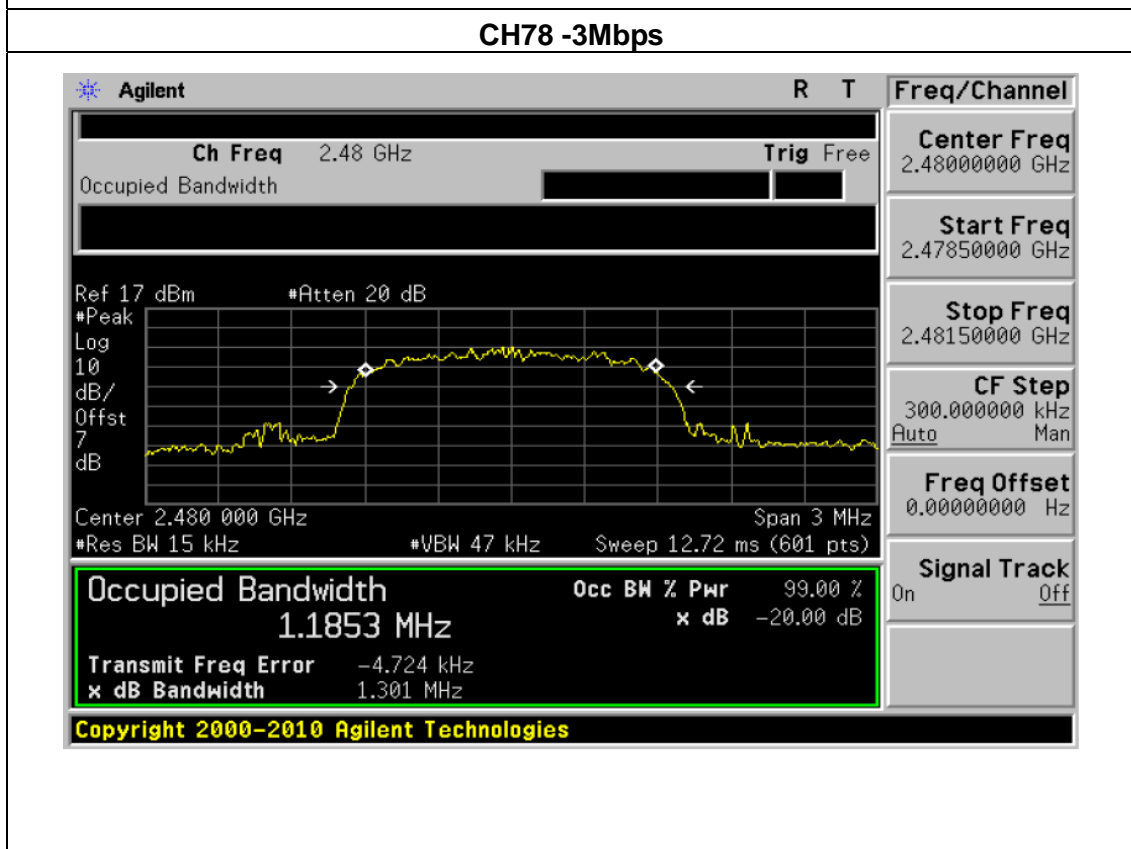 CH78 -3Mbps
Agilent R T Freq/Channel
Ch Freq 2.48 GHz Trig Free
Occupied Bandwidth
Center Freq
2.48000000 GHz
Start Freq
2.47850000 GHz
Stop Freq
2.48150000 GHz
CF Step
300.000000 kHz
Auto Man
Freq Offset
0.00000000 Hz
Signal Track
On Off
Ref 17 dBm #Atten 20 dB
#Peak
Log
10
dB/
Offst
7
dB
Center 2.480 000 GHz Span 3 MHz
#Res BW 15 kHz #VBW 47 kHz Sweep 12.72 ms (601 pts)
Occupied Bandwidth Occ BW % Pwr 99.00 %
1.1853 MHz x dB -20.00 dB
Transmit Freq Error -4.724 kHz
x dB Bandwidth 1.301 MHz
Copyright 2000-2010 Agilent Technologies